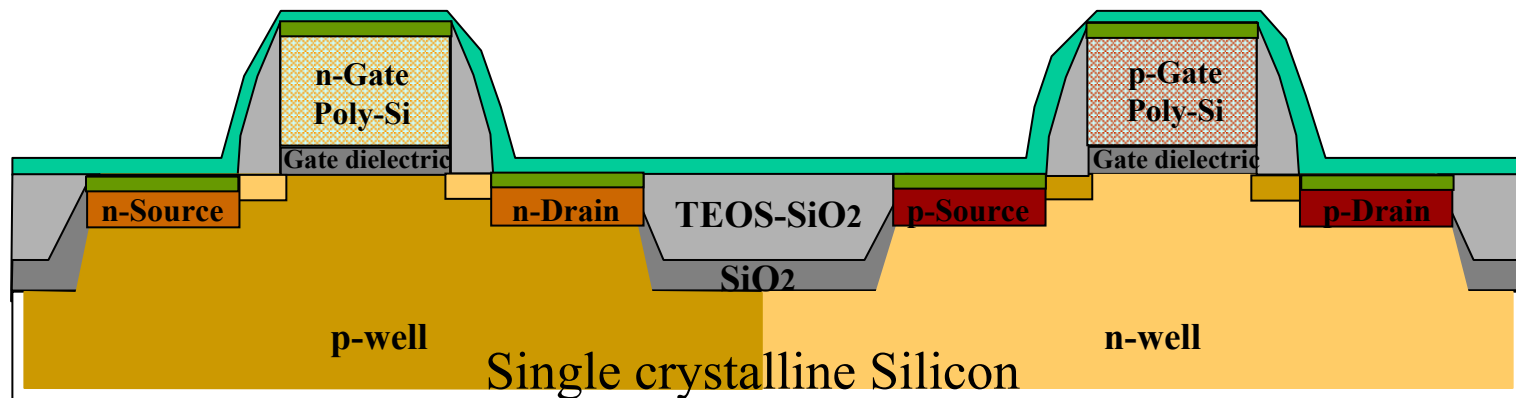 n-Gate
Poly-Si
Gate dielectric
p-Gate
Poly-Si
Gate dielectric
n-Source
n-Drain
TEOS-SiO2
p-Source
p-Drain
SiO2
p-well
n-well
Single crystalline Silicon